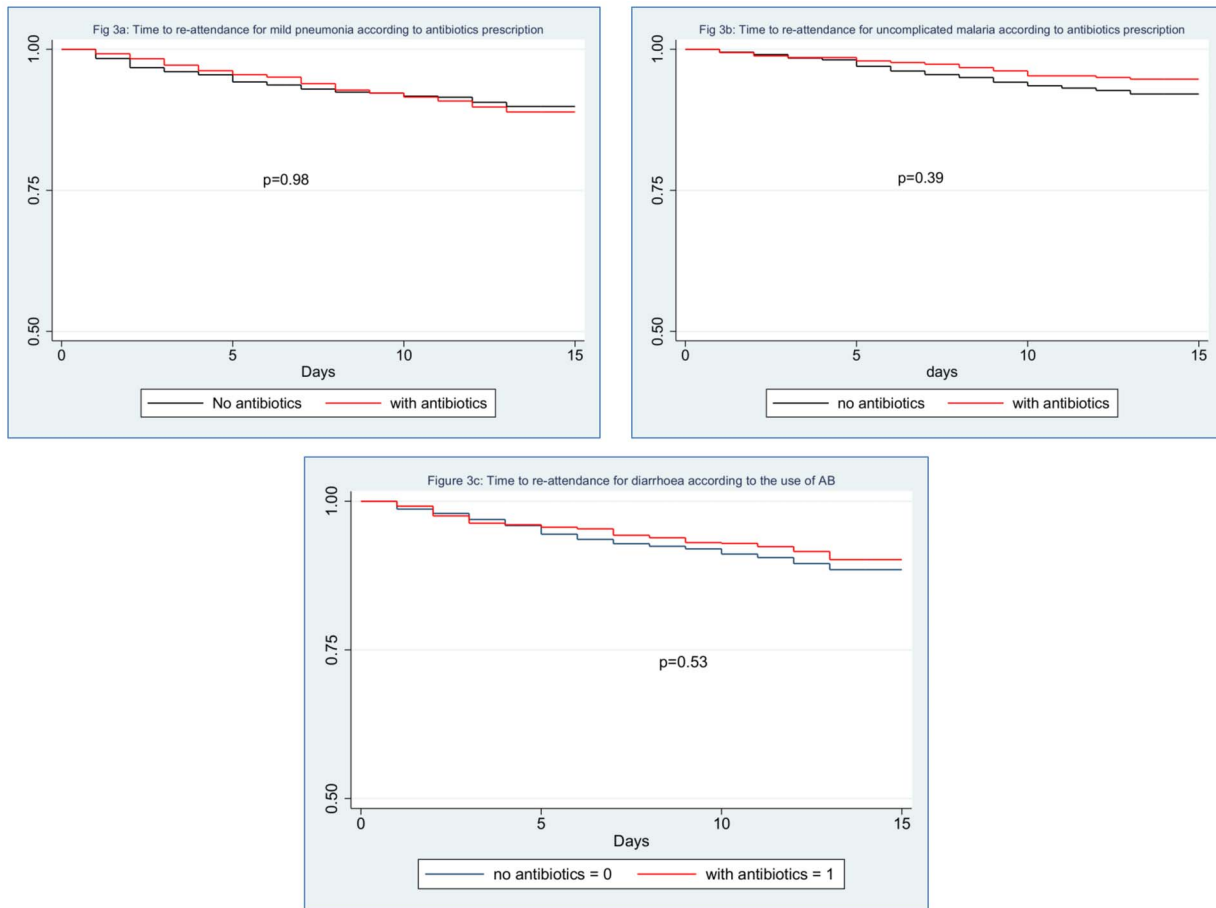 Fig 3a: Time to re-attendance for mild pneumonia according to antibiotics prescription
1.00
0.75
0.50
p=0.98
0 5 10 15
Days
No antibiotics with antibiotics
Fig 3b: Time to re-attendance for uncomplicated malaria according to antibiotics prescription
1.00
0.75
0.50
p=0.39
0 5 10 15
days
no antibiotics with antibiotics
Figure 3c: Time to re-attendance for diarrhoea according to the use of AB
1.00
0.75
0.50
p=0.53
0 5 10 15
Days
no antibiotics = 0 with antibiotics = 1